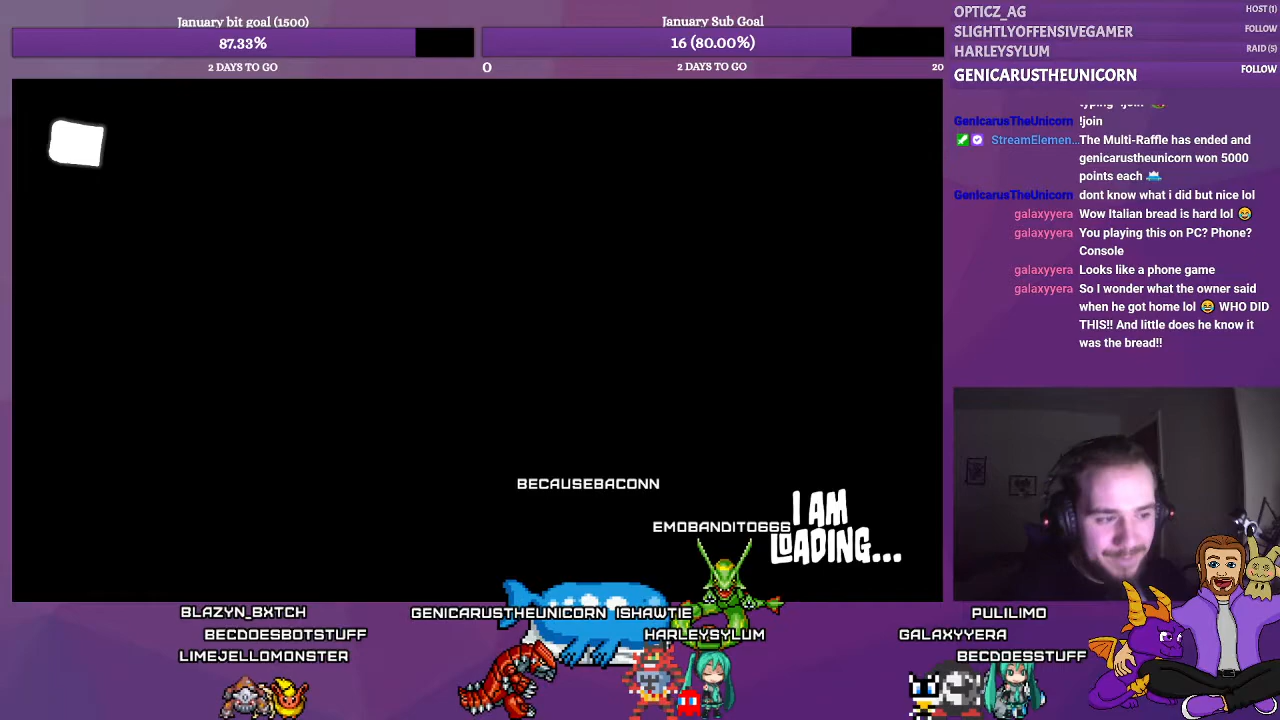 January bit goal (1500)
87.33%
2 DAYS TO GO
January Sub Goal
16 (80.00%)
0
2 DAYS TO GO
20
OPTICZ_AG HOST (1)
SLIGHTLYOFFENSIVEGAMER FOLLOW
HARLEYSYLUM RAID (5)
GENICARUSTHEUNICORN FOLLOW
GenIcarusTheUnicorn !join
StreamElemen... The Multi-Raffle has ended and
genicarustheunicorn won 5000
points each
GenIcarusTheUnicorn dont know what i did but nice lol
galaxyyera Wow Italian bread is hard lol 😂
galaxyyera You playing this on PC? Phone?
Console
galaxyyera Looks like a phone game
galaxyyera So I wonder what the owner said
when he got home lol 😂 WHO DID
THIS!! And little does he know it
was the bread!!
BECAUSEBACONN
EMOBANDITO666
I AM
LOADING...
BLAZYN_BXTCH
GENICARUSTHEUNICORN ISHAWTIE
PULILIMO
BECDOESBOTSTUFF
HARLEYSYLUM
GALAXYYERA
LIMEJELLOMONSTER
BECDOESSTUFF